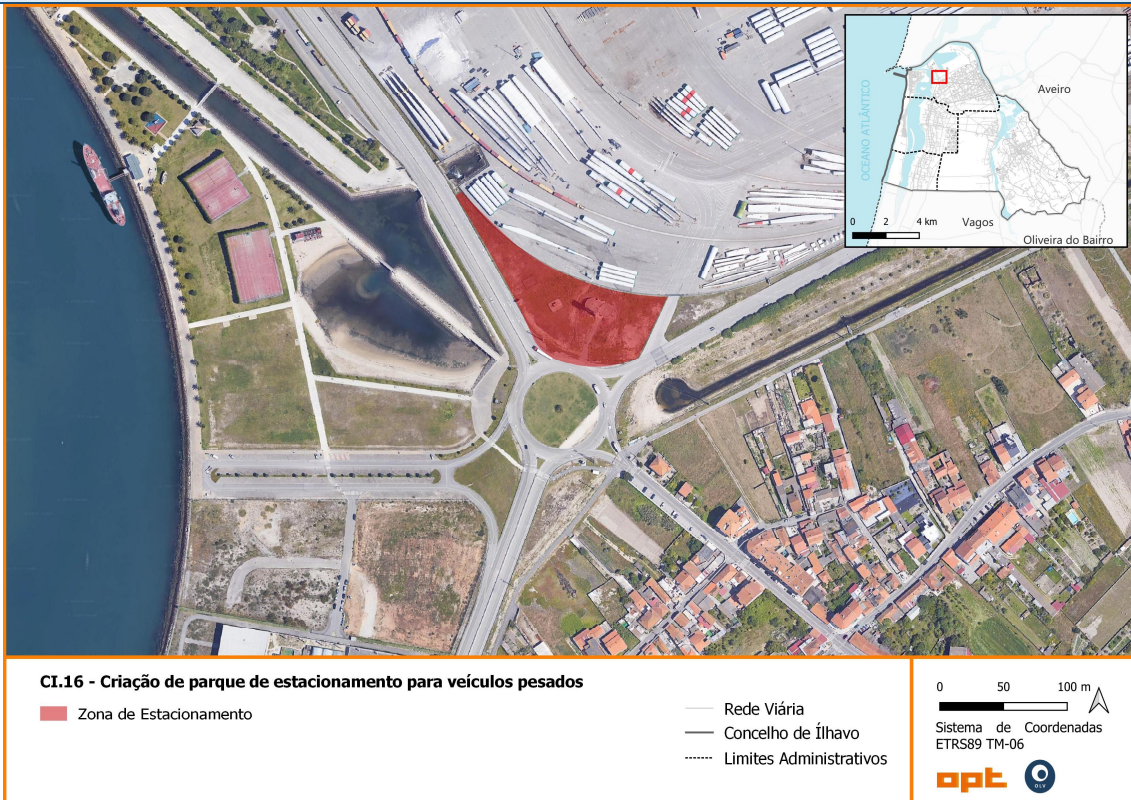 OCEANO ATLÂNTICO
Aveiro
0 2 4 km
Vagos
Oliveira do Bairro
CI.16 - Criação de parque de estacionamento para veículos pesados
Zona de Estacionamento
Rede Viária
Concelho de Ílhavo
Limites Administrativos
0 50 100 m
Sistema de Coordenadas
ETRS89 TM-06
opt
OLV